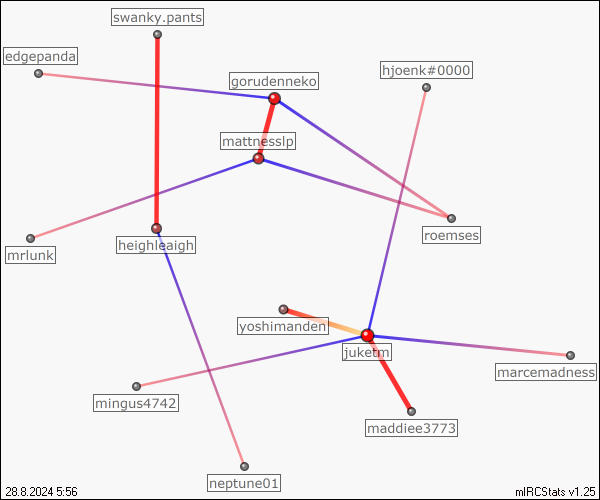 swanky.pants
edgepanda
gorudenneko
hjoenk#0000
mattnesslp
roemses
heighleaigh
mrlunk
yoshimanden
juketm
marcemadness
mingus4742
maddiee3773
neptune01
28.8.2024 5:56
mIRCStats v1.25